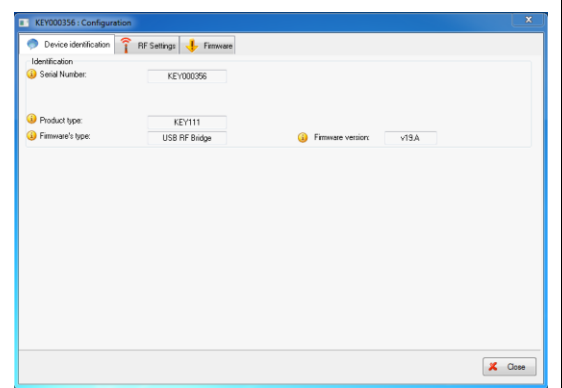 KEY000356 : Configuration
Device identification RF Settings Firmware
Identification
Serial Number: KEY000356
Product type: KEY111
Firmware's type: USB RF Bridge Firmware version: v19.A
Close